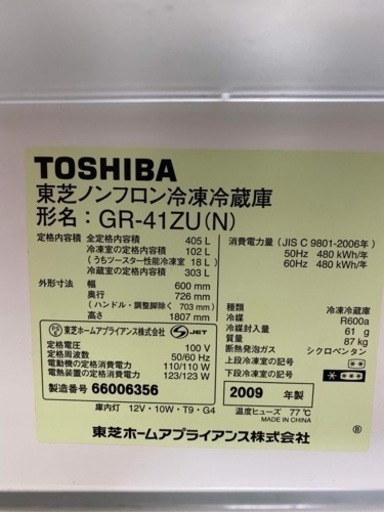 TOSHIBA
東芝ノンフロン冷凍冷蔵庫
形名：GR-41ZU(N)
定格内容積 全定格内容積 405 L
冷凍室の定格内容積 102 L
(うちツースター性能冷凍室 18 L)
冷蔵室の定格内容積 303 L
外形寸法 幅 600 mm
奥行 726 mm
(ハンドル・調整脚除く 703 mm)
高さ 1807 mm
消費電力量 (JIS C 9801-2006年)
50Hz 480 kWh/年
60Hz 480 kWh/年
種類 冷凍冷蔵庫
冷媒 R600a
冷媒封入量 61 g
質量 87 kg
断熱発泡ガス シクロペンタン
上段冷凍室の記号
下段冷凍室の記号
PS E 東芝ホームアプライアンス株式会社 S-JET
定格電圧 100 V
定格周波数 50/60 Hz
電動機の定格消費電力 110/110 W
電熱装置の定格消費電力 123/123 W
製造番号 66006356
2009 年製
庫内灯 12V・10W・T9・G4
温度ヒューズ 77℃
MADE IN CHINA
東芝ホームアプライアンス株式会社